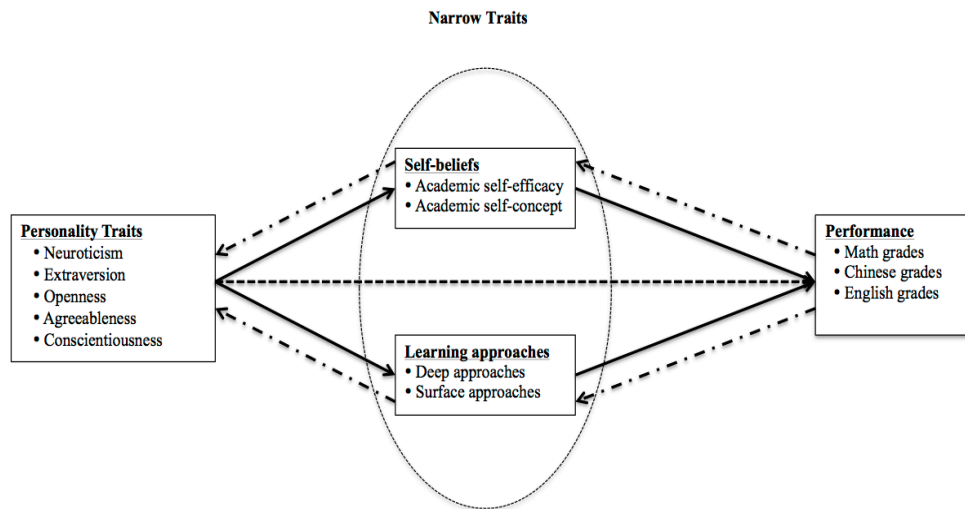 Narrow Traits
Self-beliefs
• Academic self-efficacy
• Academic self-concept
Personality Traits
• Neuroticism
• Extraversion
• Openness
• Agreeableness
• Conscientiousness
Performance
• Math grades
• Chinese grades
• English grades
Learning approaches
• Deep approaches
• Surface approaches